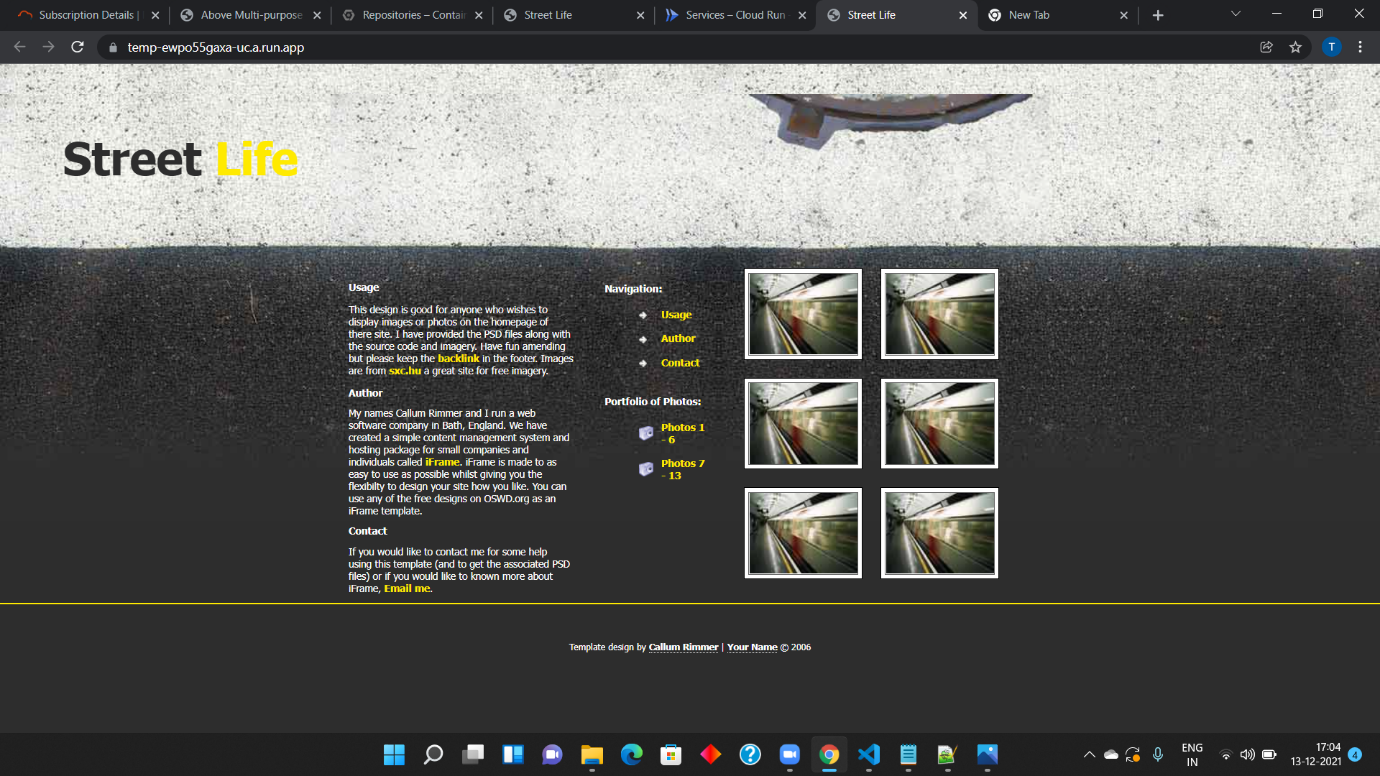 Subscription Details |
Above Multi-purpose
Repositories – Contain
Street Life
Services – Cloud Run
Street Life
New Tab
temp-ewpo55gaxa-uc.a.run.app
T
Street Life
Usage
This design is good for anyone who wishes to
display images or photos on the homepage of
there site. I have provided the PSD files along with
the source code and imagery. Have fun amending
but please keep the backlink in the footer. Images
are from sxc.hu a great site for free imagery.
Author
My names Callum Rimmer and I run a web
software company in Bath, England. We have
created a simple content management system and
hosting package for small companies and
individuals called iFrame. iFrame is made to as
easy to use as possible whilst giving you the
flexibilty to design your site how you like. You can
use any of the free designs on OSWD.org as an
iFrame template.
Contact
If you would like to contact me for some help
using this template (and to get the associated PSD
files) or if you would like to known more about
iFrame, Email me.
Navigation:
Usage
Author
Contact
Portfolio of Photos:
Photos 1
- 6
Photos 7
- 13
Template design by Callum Rimmer | Your Name © 2006
ENG
IN
17:04
13-12-2021
4